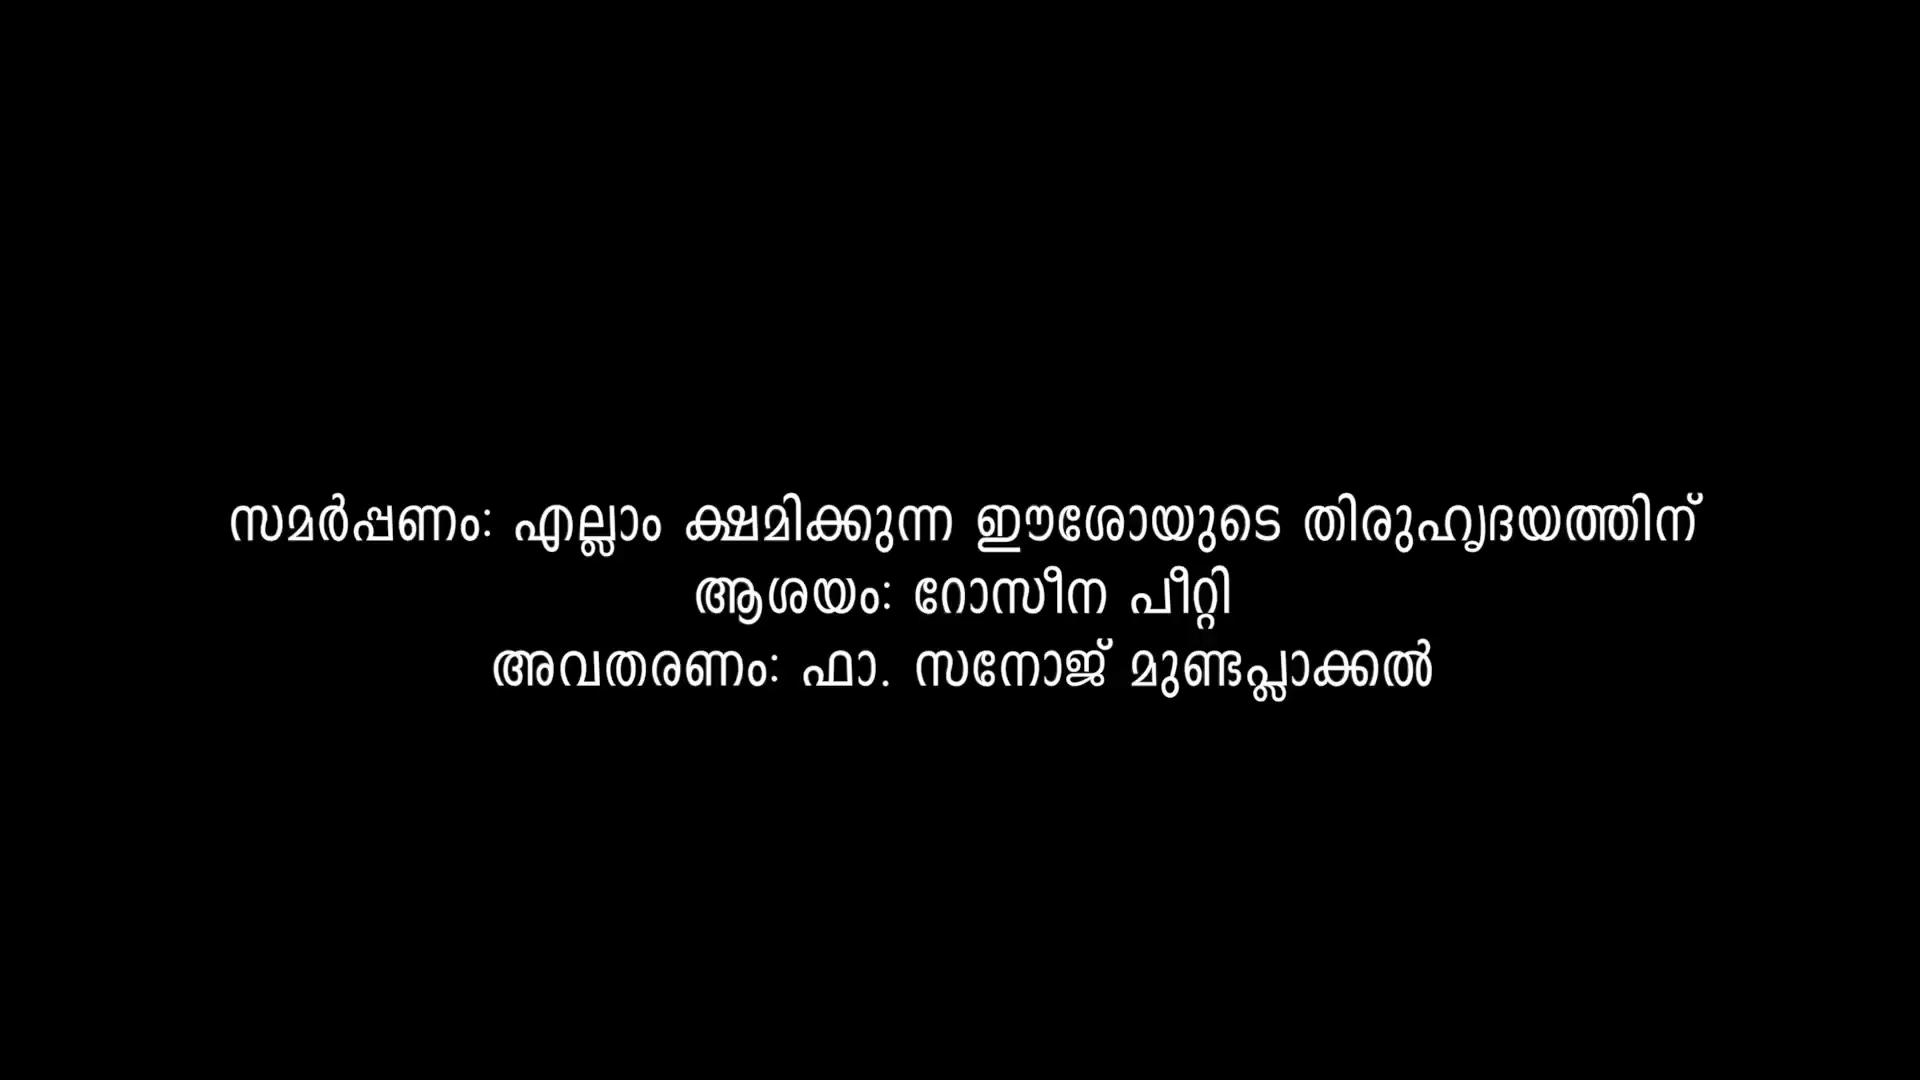 സമർപ്പണം: എല്ലാം ക്ഷമിക്കുന്ന ഈശോയുടെ തിരുഹൃദയത്തിന്
ആശയം: റോസീന പീറ്റി
അവതരണം: ഫാ. സനോജ് മുണ്ടപ്ലാക്കൽ